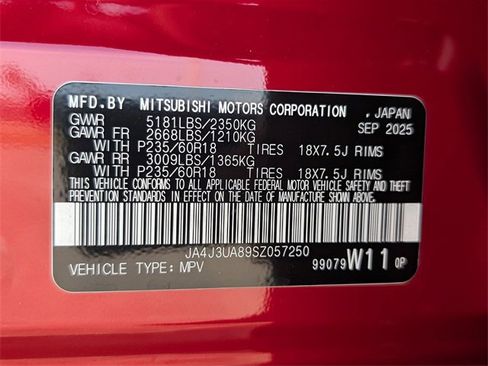 MFD.BY MITSUBISHI MOTORS CORPORATION , JAPAN
GVWR 5181LBS/2350KG SEP 2025
GAWR FR 2668LBS/1210KG
WITH P235/60R18 TIRES 18X7.5J RIMS
GAWR RR 3009LBS/1365KG
WITH P235/60R18 TIRES 18X7.5J RIMS
THIS VEHICLE CONFORMS TO ALL APPLICABLE FEDERAL MOTOR VEHICLE SAFETY AND THEFT
PREVENTION STANDARDS IN EFFECT ON THE DATE OF MANUFACTURE SHOWN ABOVE.
JA4J3UA89SZ057250
VEHICLE TYPE:MPV 99079 W11 0P